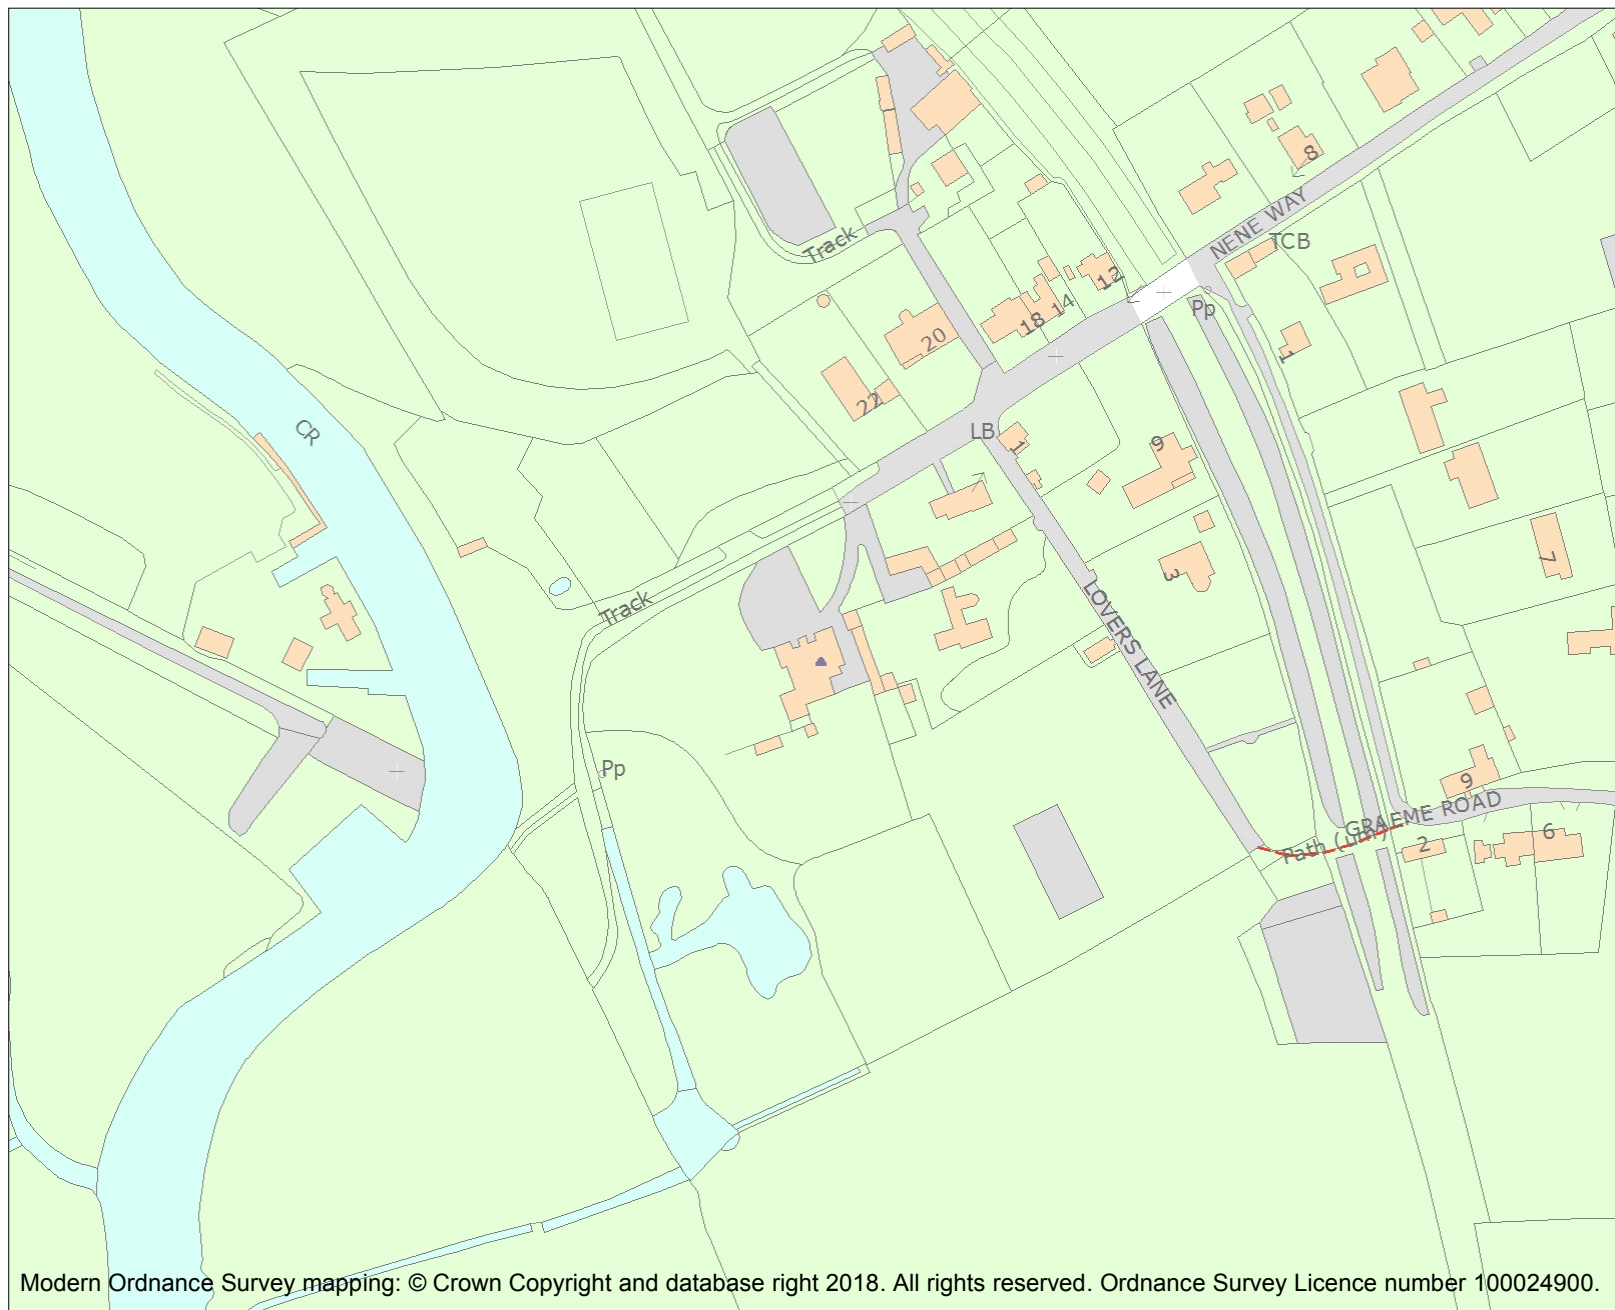 8
NENE WAY
TCB
Track
12
14
18
Pp
20
1
22
CR
LB
1
9
7
3
Track
LOVERS LANE
Pp
9
GRAEME ROAD
Path (um)
2
6
Modern Ordnance Survey mapping: © Crown Copyright and database right 2018. All rights reserved. Ordnance Survey Licence number 100024900.